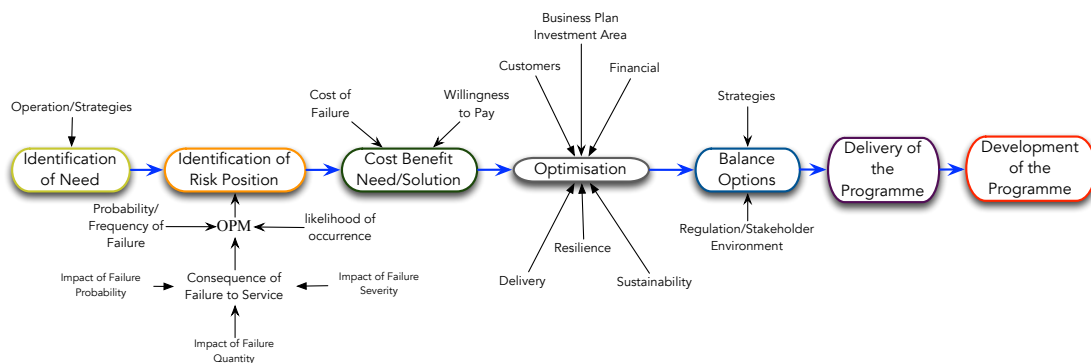 Business Plan
Investment Area
Customers
Financial
Operation/Strategies
Cost of
Failure
Willingness
to Pay
Strategies
Identification
of Need
Identification of
Risk Position
Cost Benefit
Need/Solution
Optimisation
Balance
Options
Delivery of
the
Programme
Development
of the
Programme
Probability/
Frequency of
Failure
OPM
likelihood of
occurrence
Regulation/Stakeholder
Environment
Resilience
Delivery
Sustainability
Impact of Failure
Probability
Consequence of
Failure to Service
Impact of Failure
Severity
Impact of Failure
Quantity